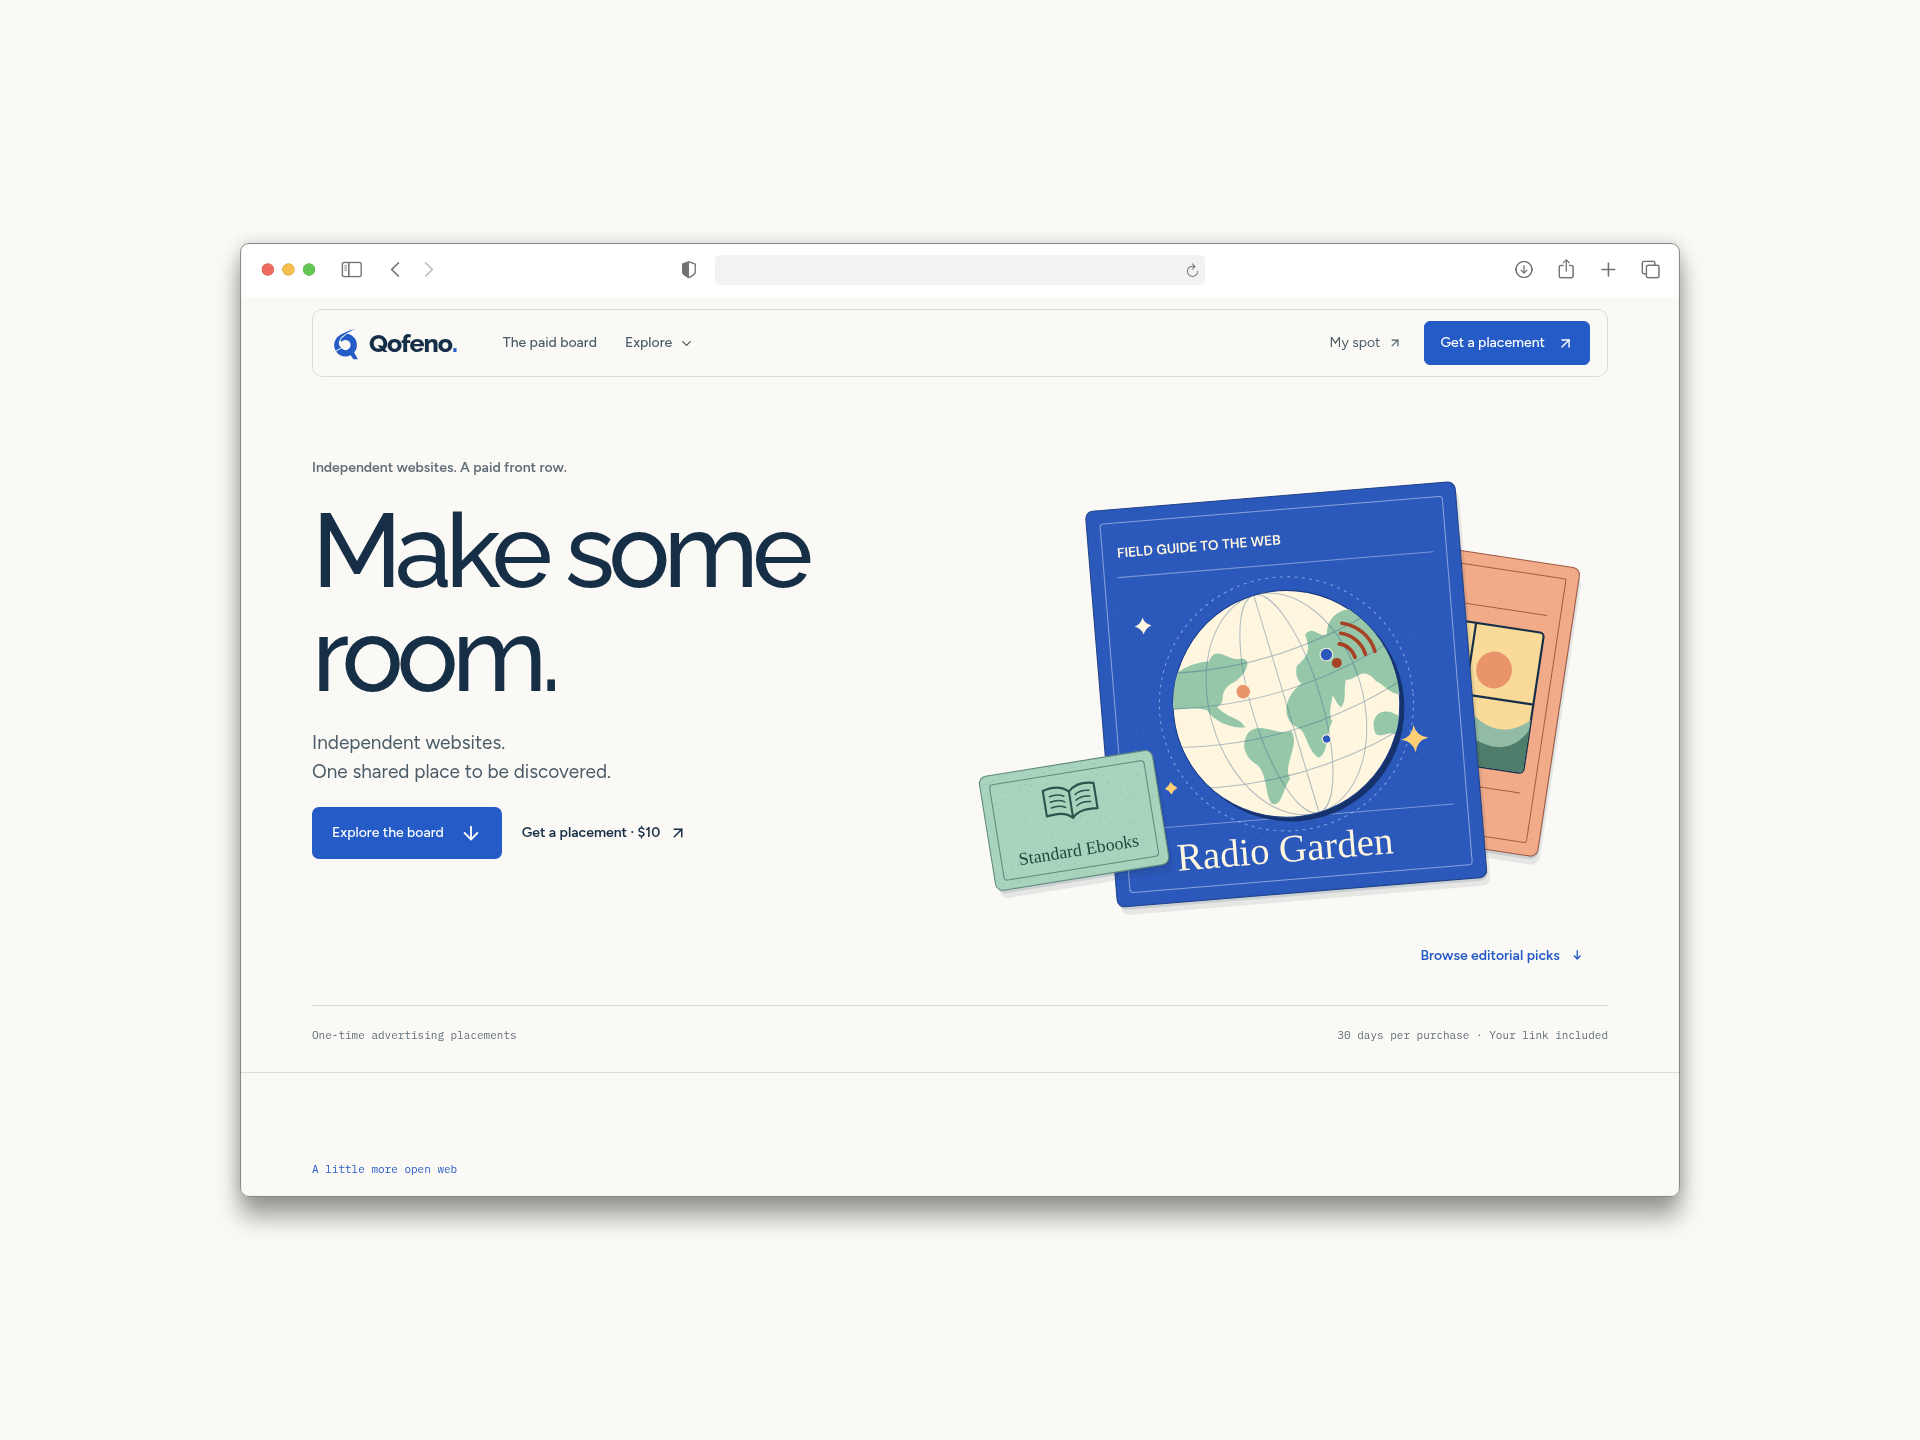 Qofeno.
The paid board
Explore
My spot
Get a placement
Independent websites. A paid front row.
Make some
room.
Independent websites.
One shared place to be discovered.
Explore the board
Get a placement · $10
FIELD GUIDE TO THE WEB
Radio Garden
Standard Ebooks
Browse editorial picks
One-time advertising placements
30 days per purchase · Your link included
A little more open web